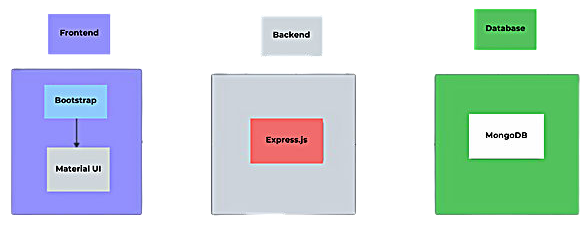 Frontend
Backend
Database
Bootstrap
Material UI
Express.js
MongoDB